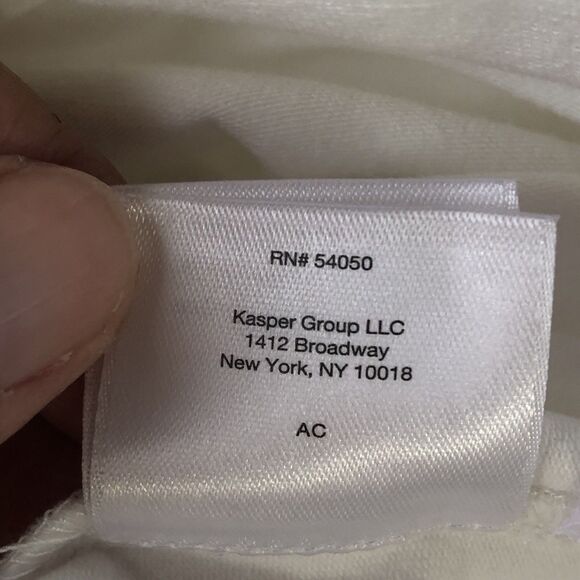 RN# 54050
Kasper Group LLC
1412 Broadway
New York, NY 10018
AC